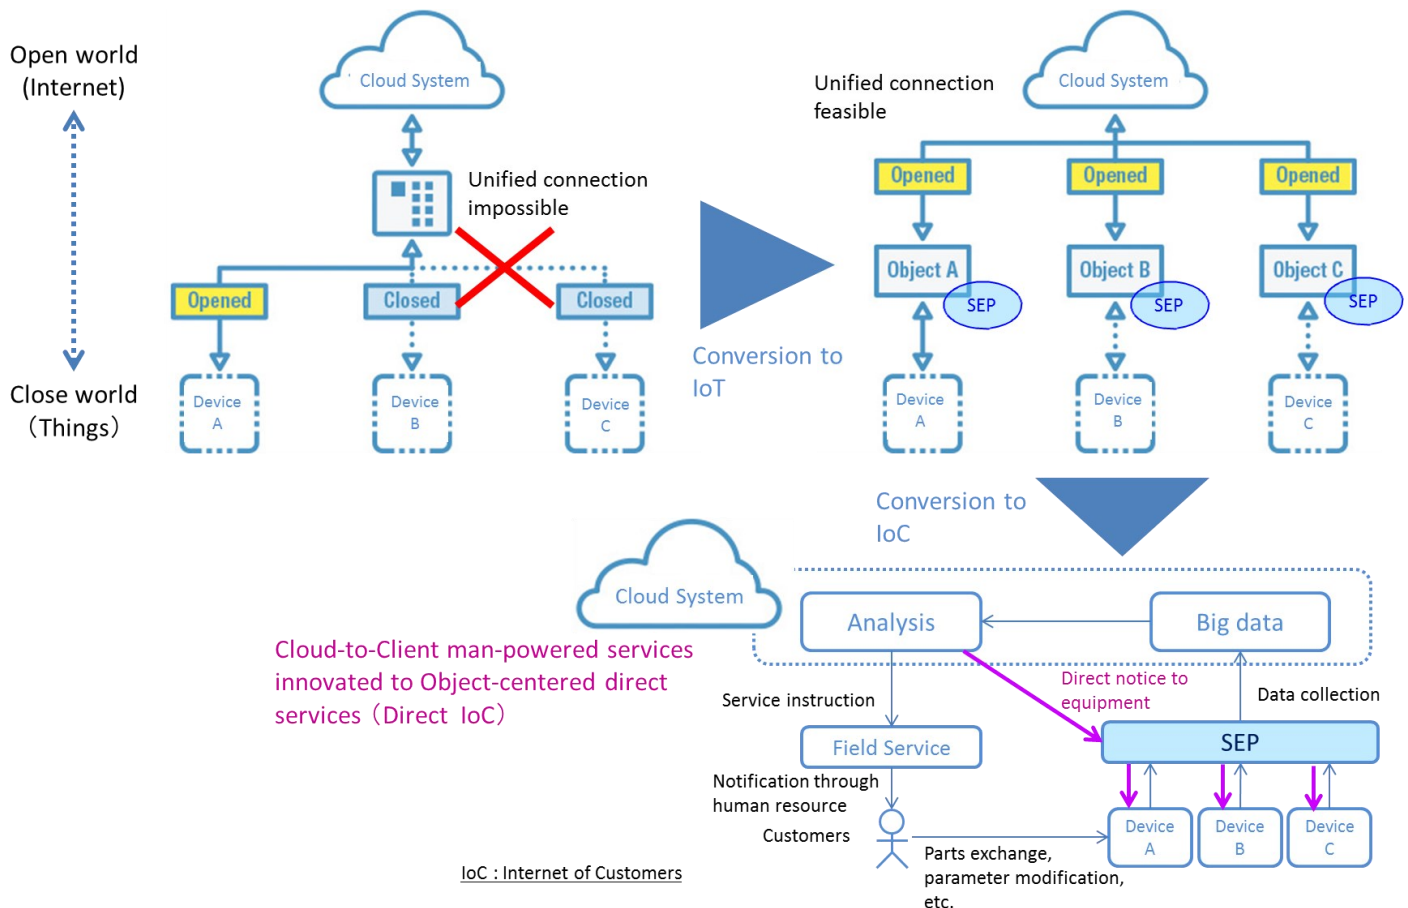 Open world
(Internet)
Close world
（Things）
Cloud System
Unified connection
impossible
Opened
Closed
Closed
Device
A
Device
B
Device
C
Conversion to
IoT
Unified connection
feasible
Cloud System
Opened
Opened
Opened
Object A
SEP
Object B
SEP
Object C
SEP
Device
A
Device
B
Device
C
Conversion to
IoC
Cloud System
Analysis
Big data
Cloud-to-Client man-powered services
innovated to Object-centered direct
services（Direct IoC）
Service instruction
Direct notice to
equipment
Data collection
Field Service
SEP
Notification through
human resource
Customers
Device
A
Device
B
Device
C
Parts exchange,
parameter modification,
etc.
IoC : Internet of Customers